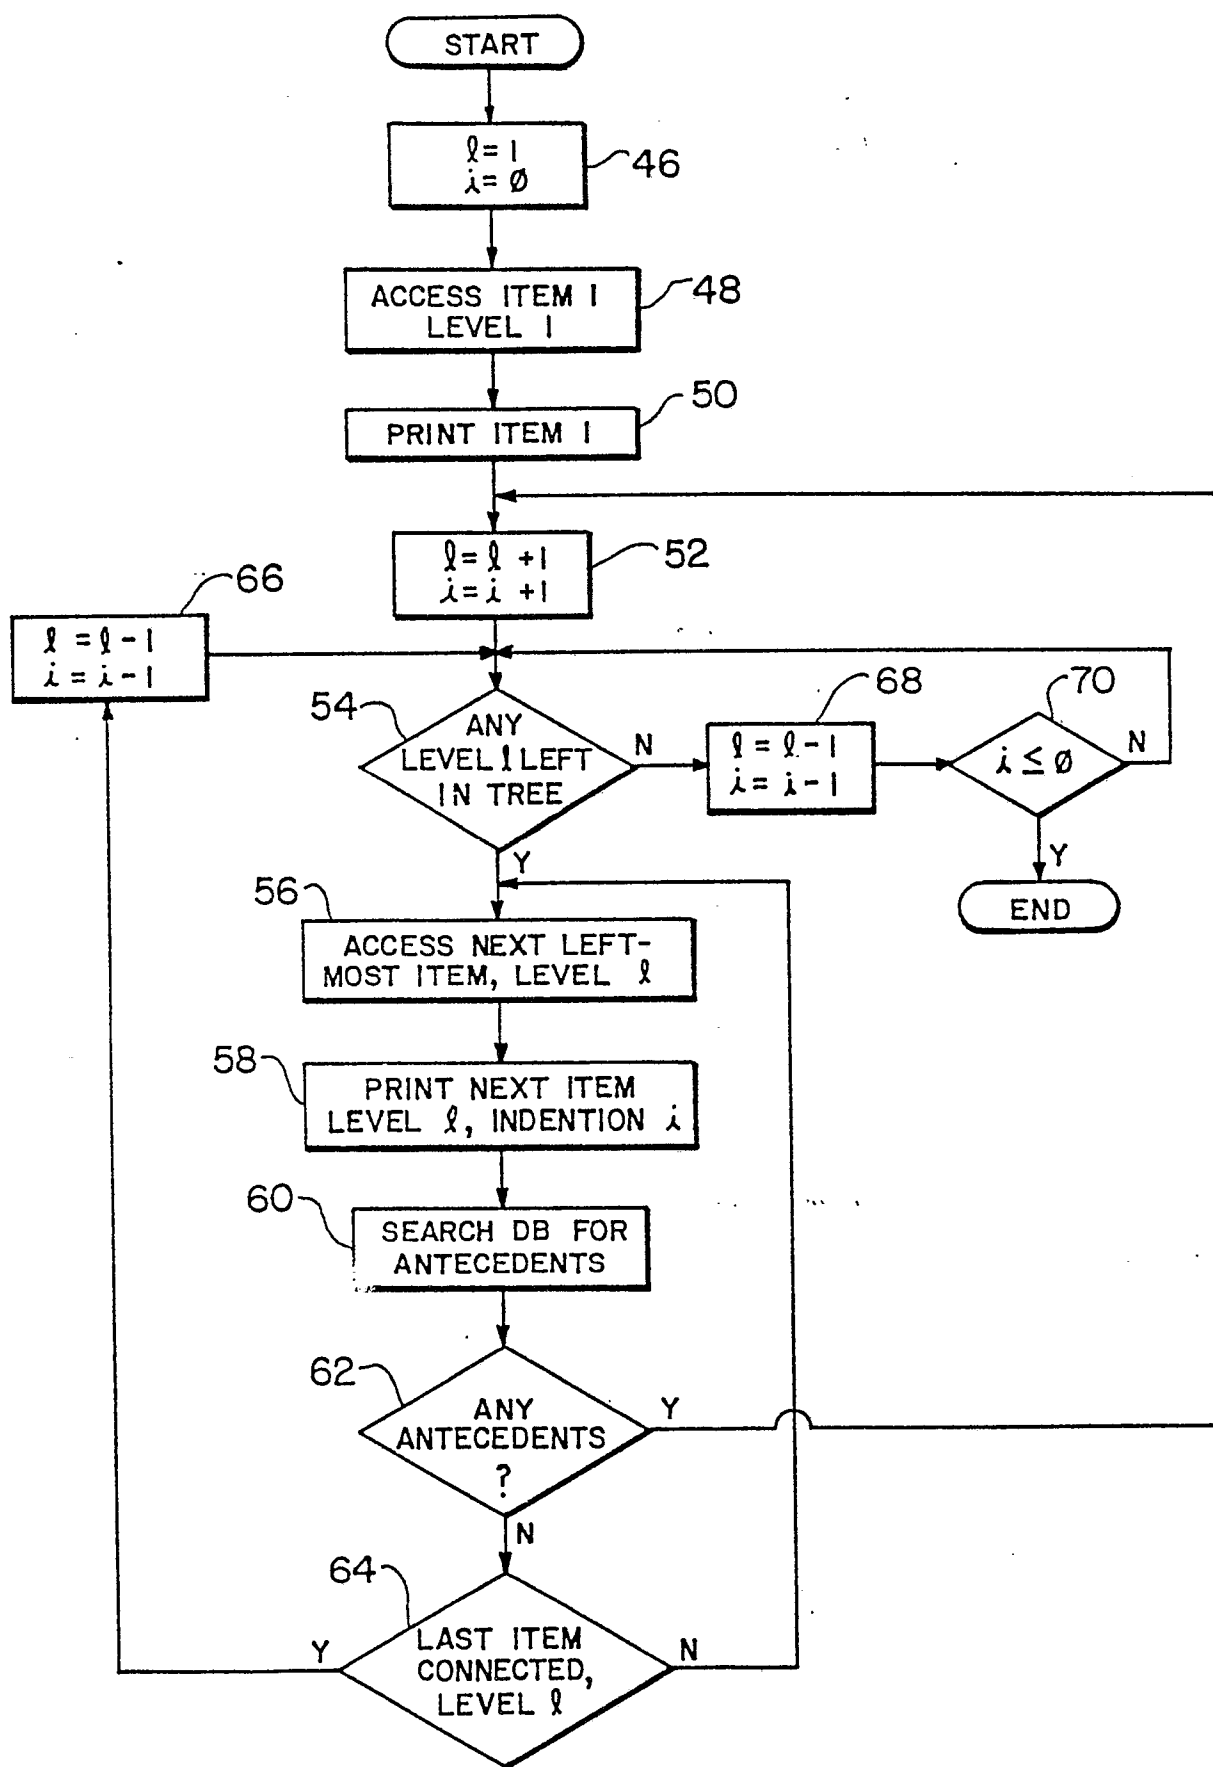 START
ℓ = 1
i = Ø
46
ACCESS ITEM 1
LEVEL 1
48
PRINT ITEM 1
50
ℓ = ℓ + 1
i = i + 1
52
66
ℓ = ℓ - 1
i = i - 1
54
ANY
LEVEL ℓ LEFT
IN TREE
N
68
ℓ = ℓ - 1
i = i - 1
70
i ≤ Ø
N
Y
END
Y
56
ACCESS NEXT LEFT-
MOST ITEM, LEVEL ℓ
58
PRINT NEXT ITEM
LEVEL ℓ, INDENTION i
60
SEARCH DB FOR
ANTECEDENTS
62
ANY
ANTECEDENTS
?
Y
N
64
LAST ITEM
CONNECTED,
LEVEL ℓ
Y
N